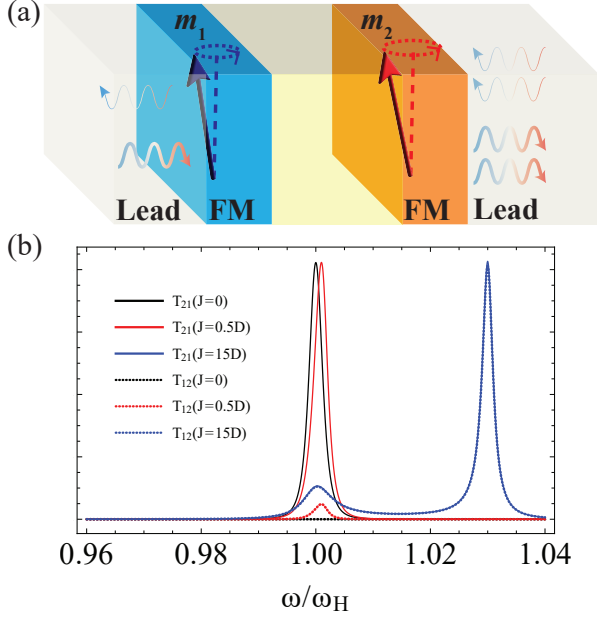 (a)
m1
m2
Lead
FM
FM
Lead
(b)
T21(J=0)
T21(J=0.5D)
T21(J=15D)
T12(J=0)
T12(J=0.5D)
T12(J=15D)
0.96 0.98 1.00 1.02 1.04
ω/ωH